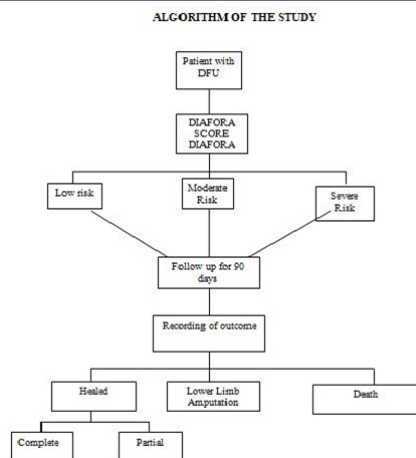 ALGORITHM OF THE STUDY
Patient with
DFU
DIAFORA
SCORE
DIAFORA
Low risk
Moderate
Risk
Severe
Risk
Follow up for 90
days
Recording of outcome
Healed
Lower Limb
Amputation
Death
Complete
Partial